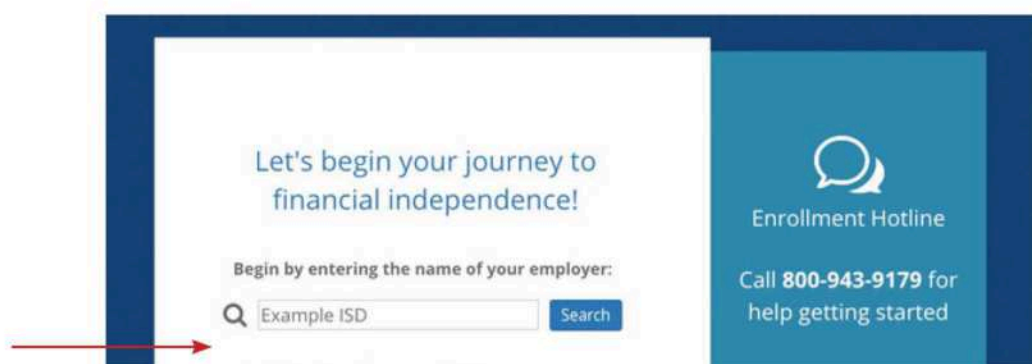 Let's begin your journey to
financial independence!
Begin by entering the name of your employer:
Example ISD
Search
Enrollment Hotline
Call 800-943-9179 for
help getting started